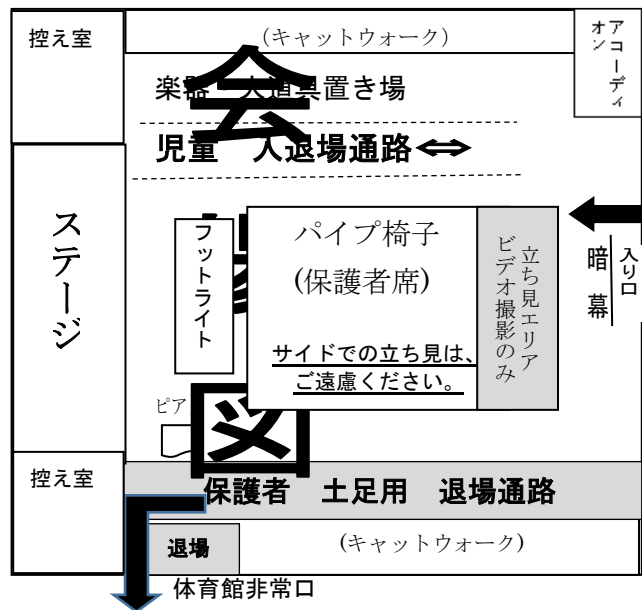 控え室
(キャットウォーク)
アコーディ
オン
楽器 大道具置き場
児童 入退場通路⇔
会
図
ステージ
フットライト
パイプ椅子
(保護者席)
サイドでの立ち見は、
ご遠慮ください。
立ち見エリア
ビデオ撮影のみ
入り口
暗幕
ピア
控え室
保護者 土足用 退場通路
退場
(キャットウォーク)
体育館非常口